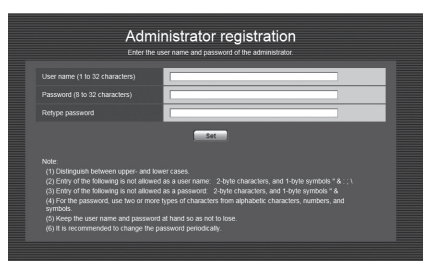 Administrator registration
Enter the user name and password of the administrator.
User name (1 to 32 characters)
Password (8 to 32 characters)
Retype password
Set
Note:
(1) Distinguish between upper- and lower cases.
(2) Entry of the following is not allowed as a user name: 2-byte characters, and 1-byte symbols " & : ; \
(3) Entry of the following is not allowed as a password: 2-byte characters, and 1-byte symbols " &
(4) For the password, use two or more types of characters from alphabetic characters, numbers, and
symbols.
(5) Keep the user name and password at hand so as not to lose.
(6) It is recommended to change the password periodically.